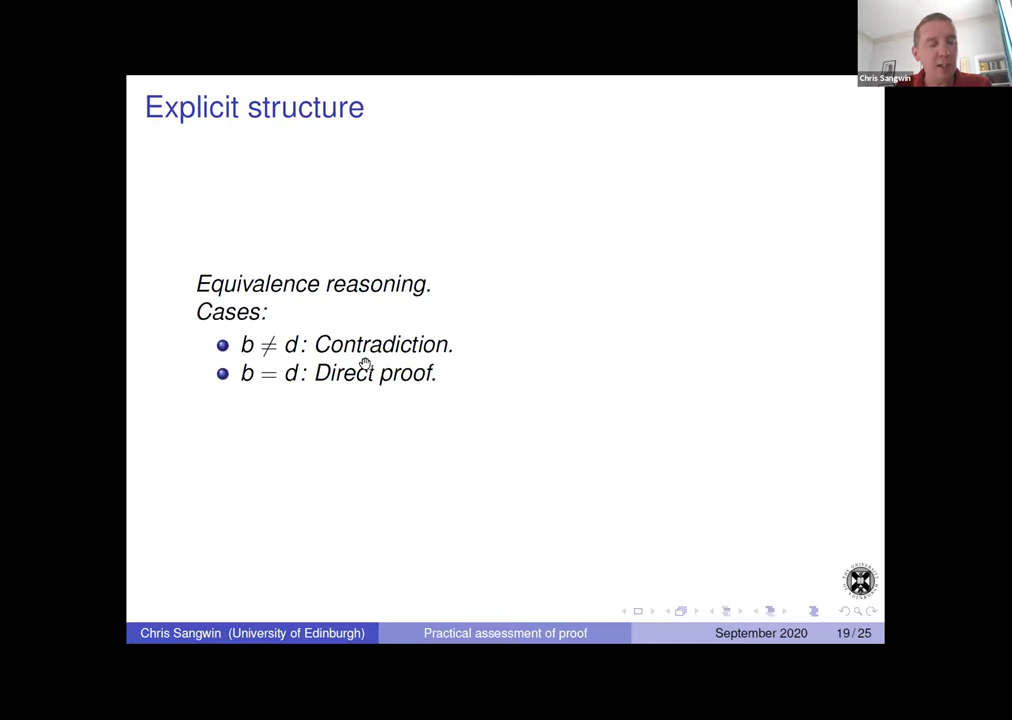 Chris Sangwin
Explicit structure
Equivalence reasoning.
Cases:
b ≠ d: Contradiction.
b = d: Direct proof.
Chris Sangwin (University of Edinburgh)
Practical assessment of proof
September 2020
19 / 25